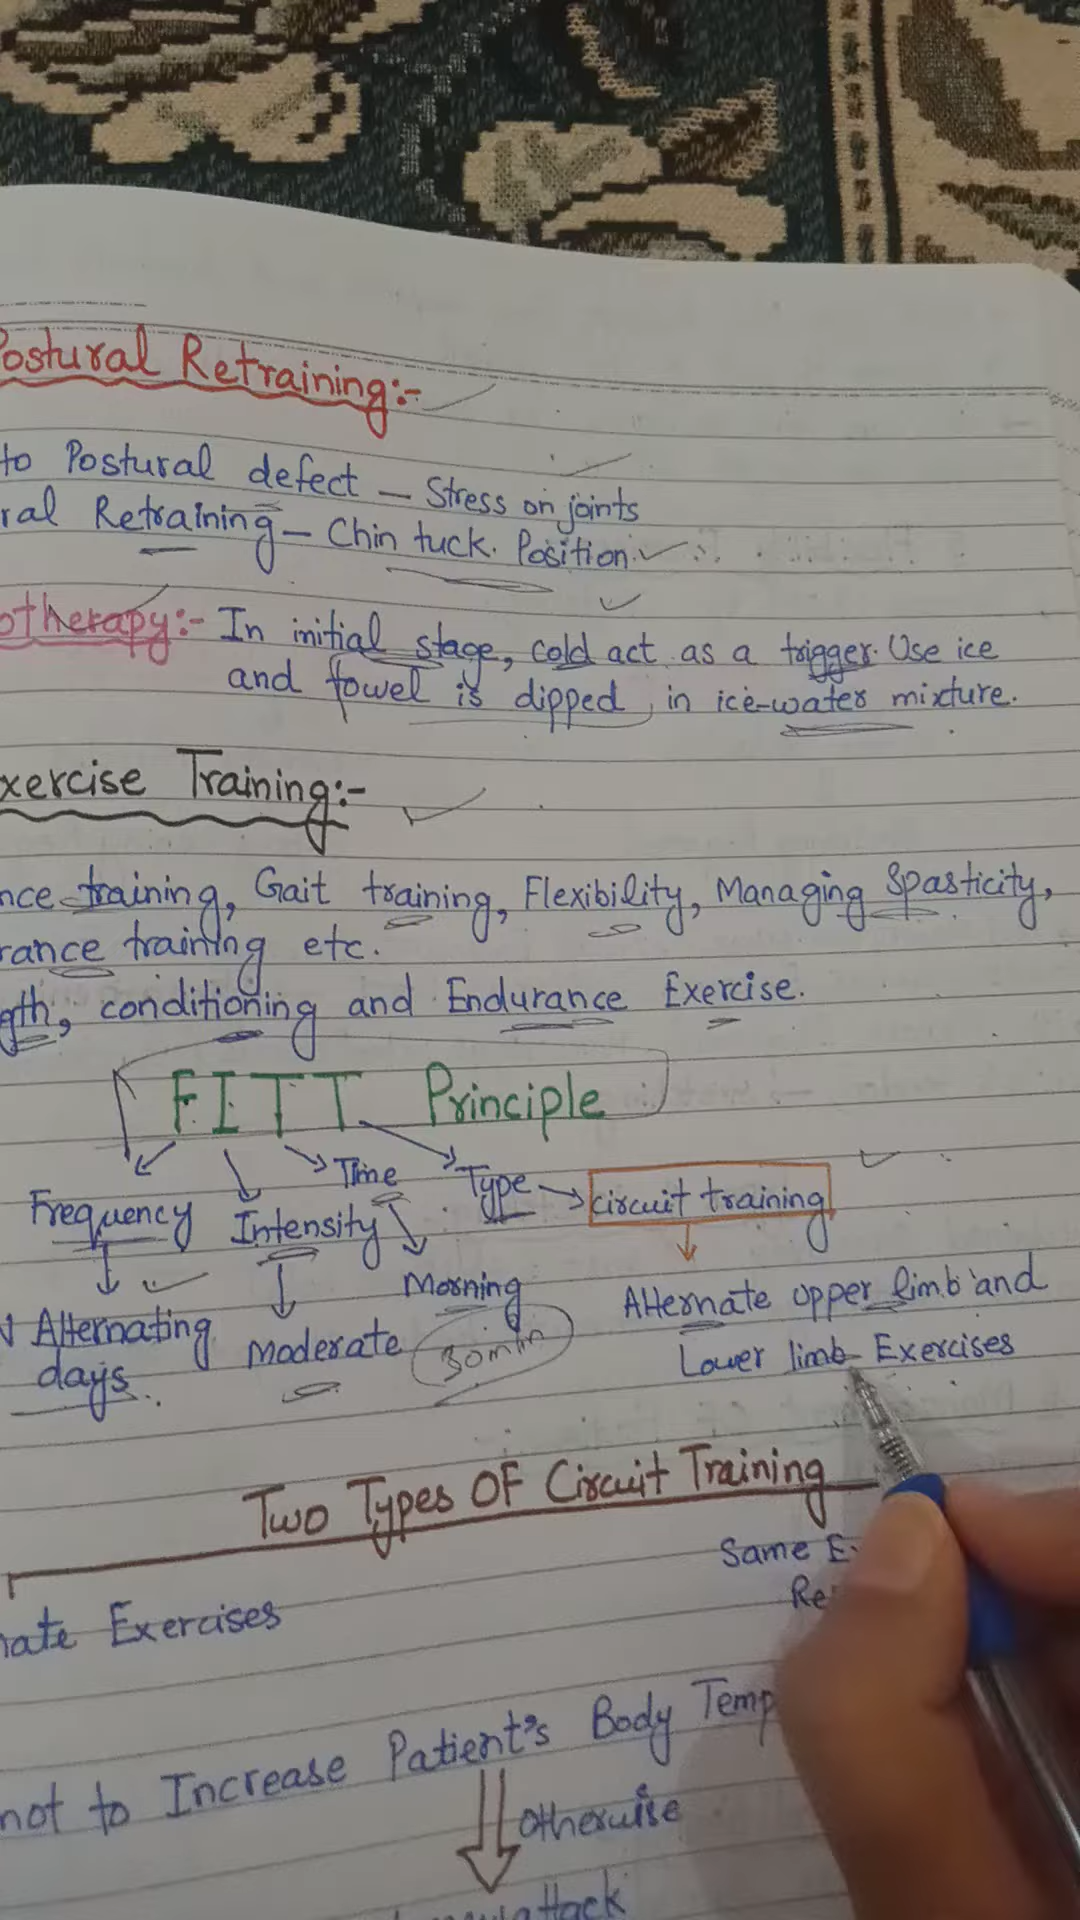 Postural Retraining:-
to Postural defect - Stress on joints
ral Retraining - Chin tuck. Position.
otherapy:- In initial stage, cold act as a trigger. Use ice
and towel is dipped in ice-water mixture.
xercise Training:-
nce training, Gait training, Flexibility, Managing Spasticity,
rance training etc.
gth, conditioning and Endurance Exercise.
FITT Principle
Frequency Intensity Time Type → circuit training
Alternating days.
Moderate
Morning
30min
Alternate upper limb and
Lower limb Exercises
Two Types OF Circuit Training
nate Exercises
Same E
Re
not to Increase Patient's Body Temp
otherwise
attack